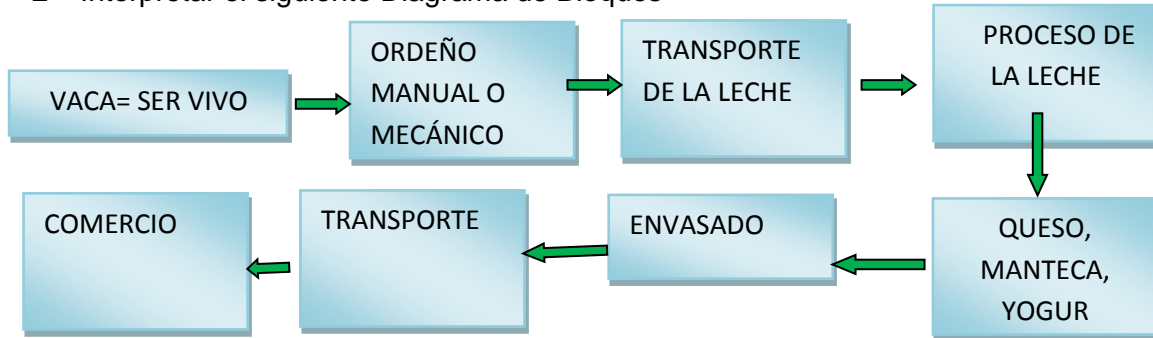 2 Interpretar el siguiente Diagrama de Bloques
VACA= SER VIVO
ORDEÑO
MANUAL O
MECÁNICO
TRANSPORTE
DE LA LECHE
PROCESO DE
LA LECHE
QUESO,
MANTECA,
YOGUR
ENVASADO
TRANSPORTE
COMERCIO